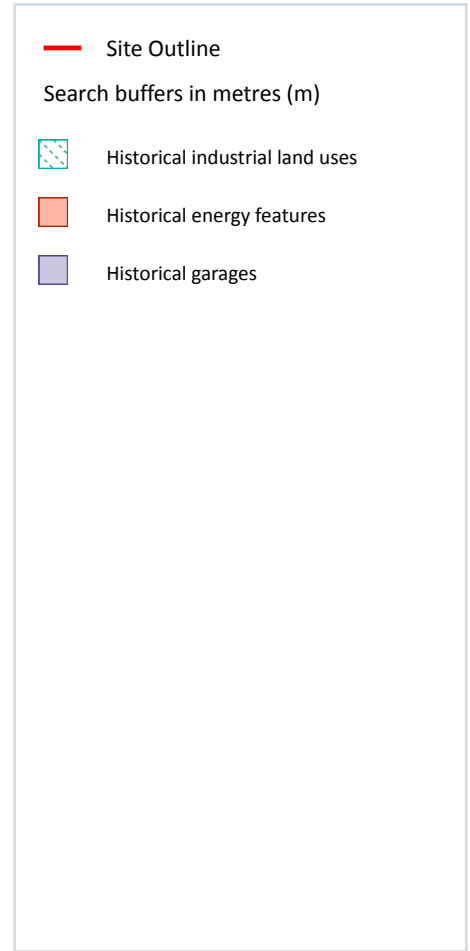 Site Outline
Search buffers in metres (m)
Historical industrial land uses
Historical energy features
Historical garages